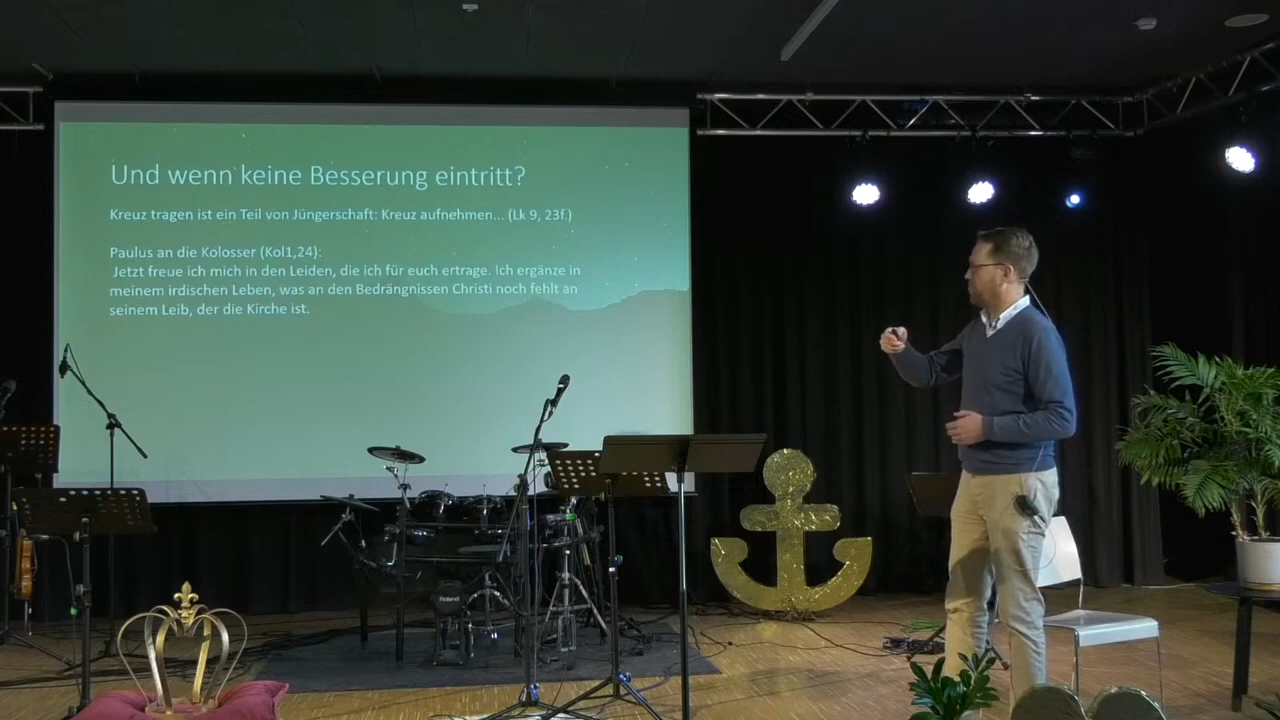 Und wenn keine Besserung eintritt?
Kreuz tragen ist ein Teil von Jüngerschaft: Kreuz aufnehmen... (Lk 9, 23f.)
Paulus an die Kolosser (Kol1,24):
Jetzt freue ich mich in den Leiden, die ich für euch ertrage. Ich ergänze in
meinem irdischen Leben, was an den Bedrängnissen Christi noch fehlt an
seinem Leib, der die Kirche ist.
Roland